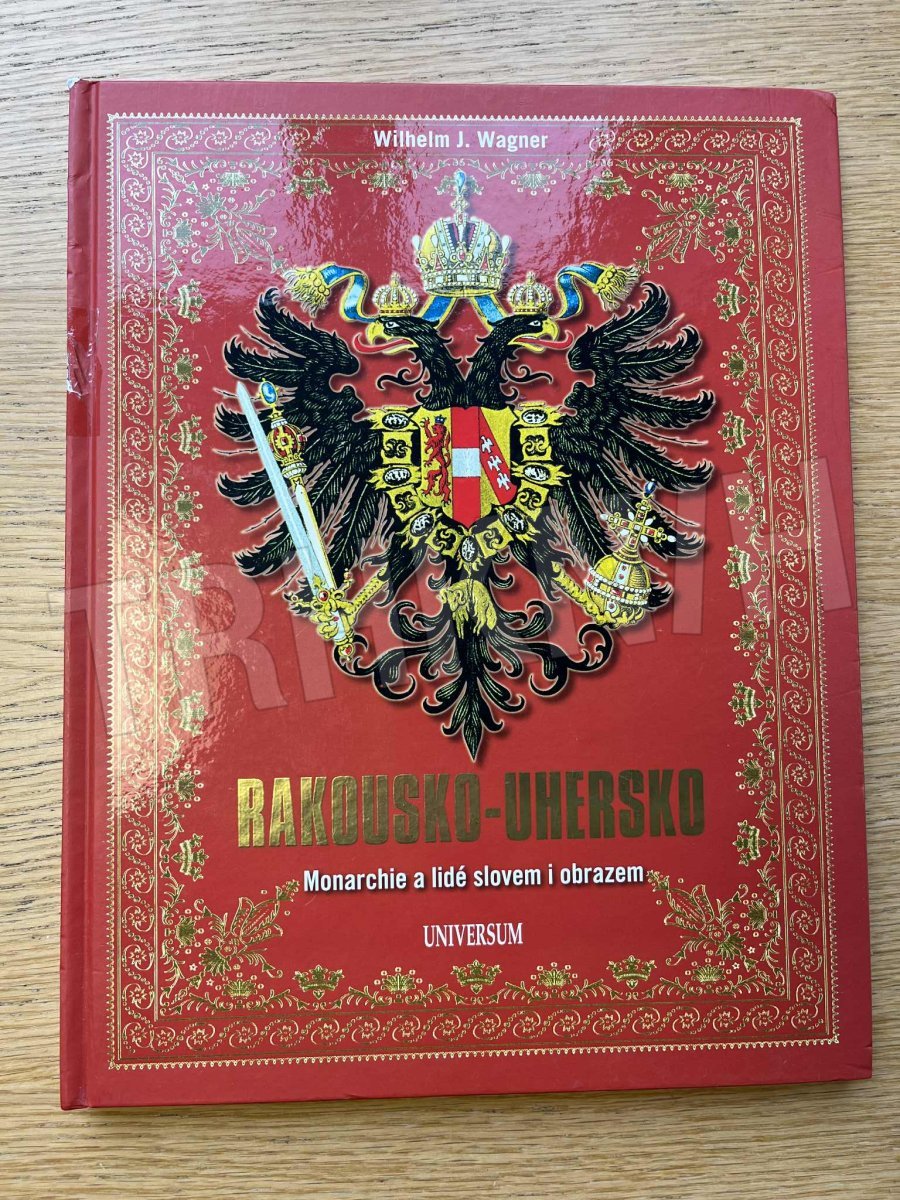 Wilhelm J. Wagner
RAKOUSKO-UHERSKO
Monarchie a lidé slovem i obrazem
UNIVERSUM